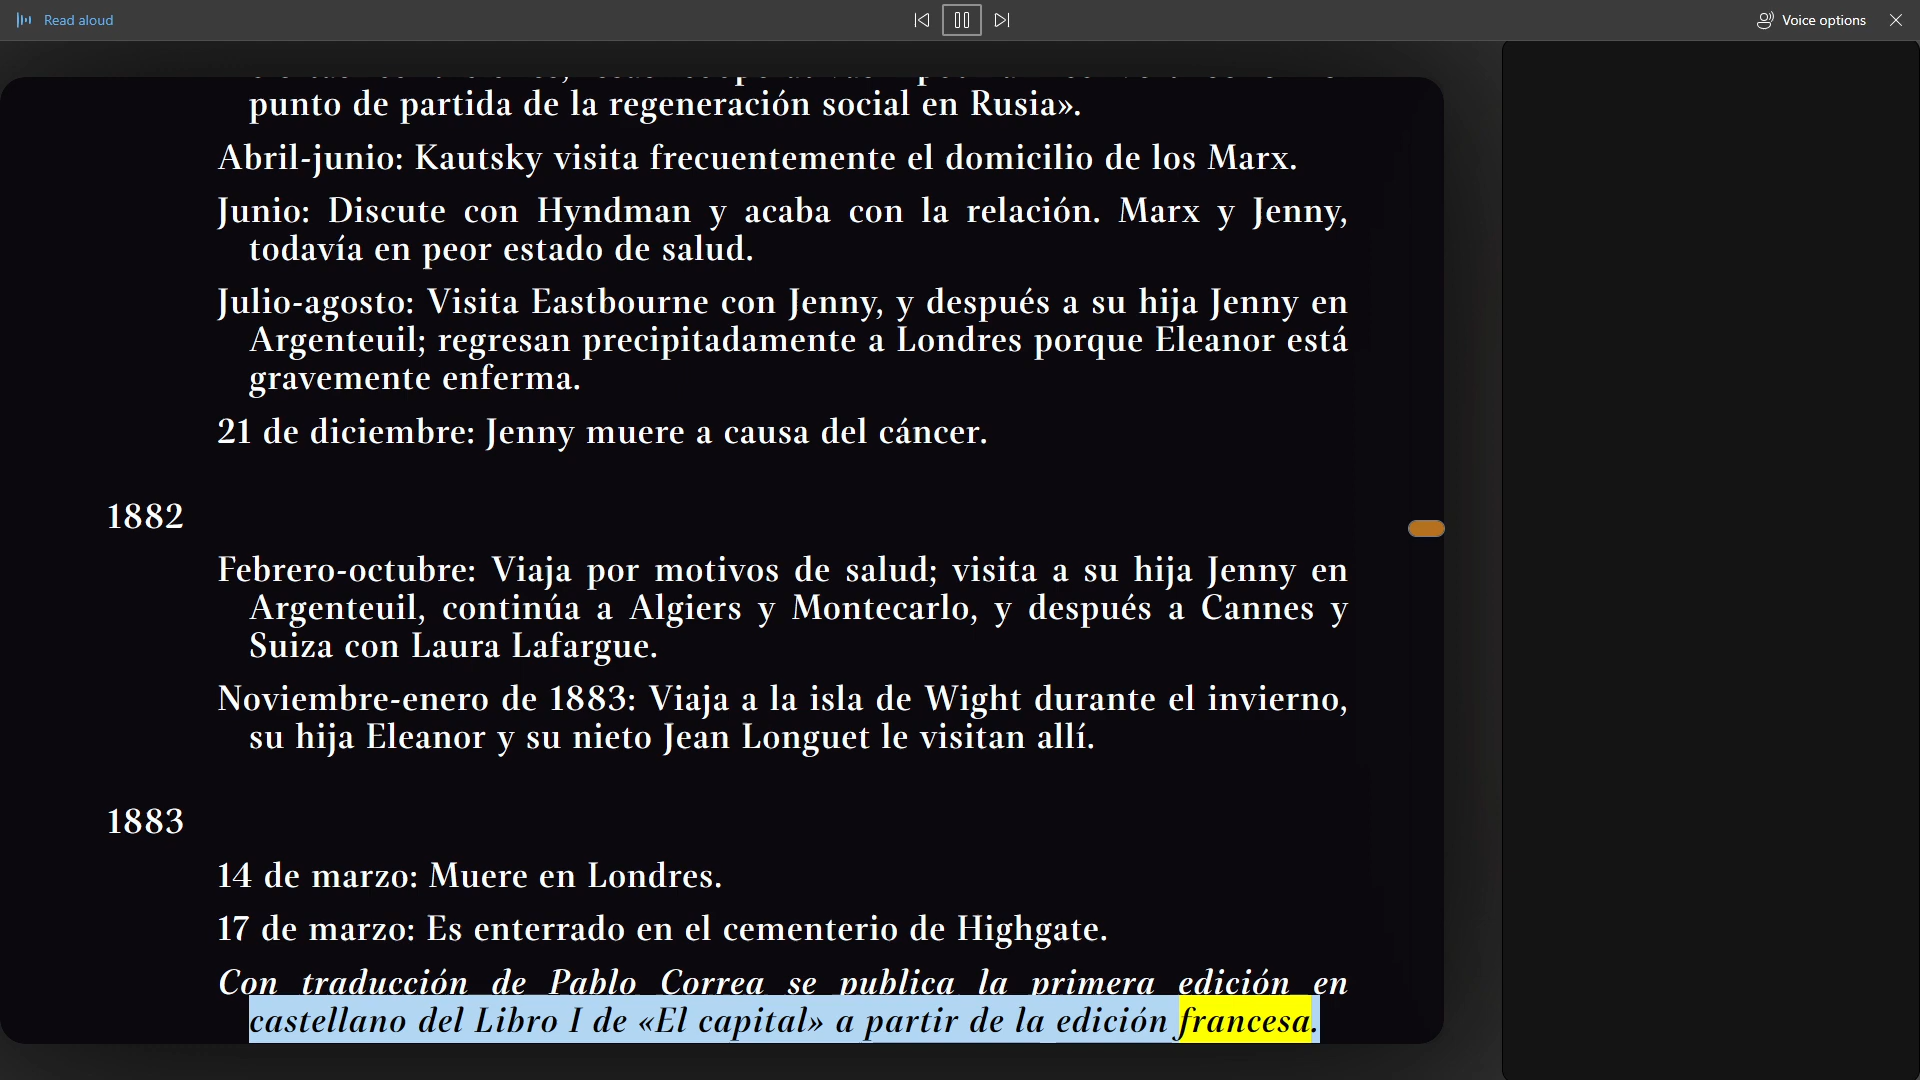 Read aloud
Voice options
punto de partida de la regeneración social en Rusia».
Abril-junio: Kautsky visita frecuentemente el domicilio de los Marx.
Junio: Discute con Hyndman y acaba con la relación. Marx y Jenny,
todavía en peor estado de salud.
Julio-agosto: Visita Eastbourne con Jenny, y después a su hija Jenny en
Argenteuil; regresan precipitadamente a Londres porque Eleanor está
gravemente enferma.
21 de diciembre: Jenny muere a causa del cáncer.
1882
Febrero-octubre: Viaja por motivos de salud; visita a su hija Jenny en
Argenteuil, continúa a Algiers y Montecarlo, y después a Cannes y
Suiza con Laura Lafargue.
Noviembre-enero de 1883: Viaja a la isla de Wight durante el invierno,
su hija Eleanor y su nieto Jean Longuet le visitan allí.
1883
14 de marzo: Muere en Londres.
17 de marzo: Es enterrado en el cementerio de Highgate.
Con traducción de Pablo Correa se publica la primera edición en
castellano del Libro I de «El capital» a partir de la edición francesa.